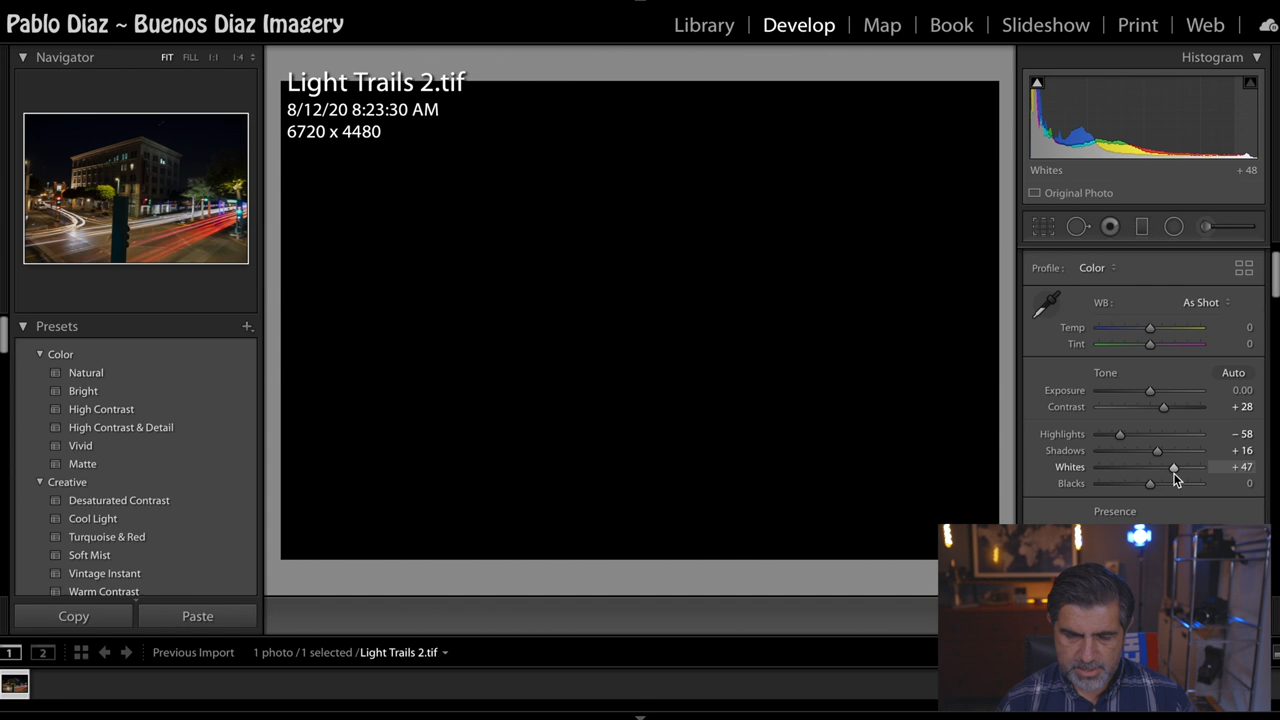 Pablo Diaz ~ Buenos Diaz Imagery
Library | Develop | Map | Book | Slideshow | Print | Web |
Navigator FIT FILL 1:1 1:4
Histogram
Light Trails 2.tif
8/12/20 8:23:30 AM
6720 x 4480
Whites + 48
Original Photo
Profile : Color
WB : As Shot
Temp 0
Tint 0
Tone Auto
Exposure 0.00
Contrast + 28
Highlights – 58
Shadows + 16
Whites + 47
Blacks 0
Presence
Presets
Color
Natural
Bright
High Contrast
High Contrast & Detail
Vivid
Matte
Creative
Desaturated Contrast
Cool Light
Turquoise & Red
Soft Mist
Vintage Instant
Warm Contrast
Copy Paste
1 2 Previous Import 1 photo / 1 selected / Light Trails 2.tif